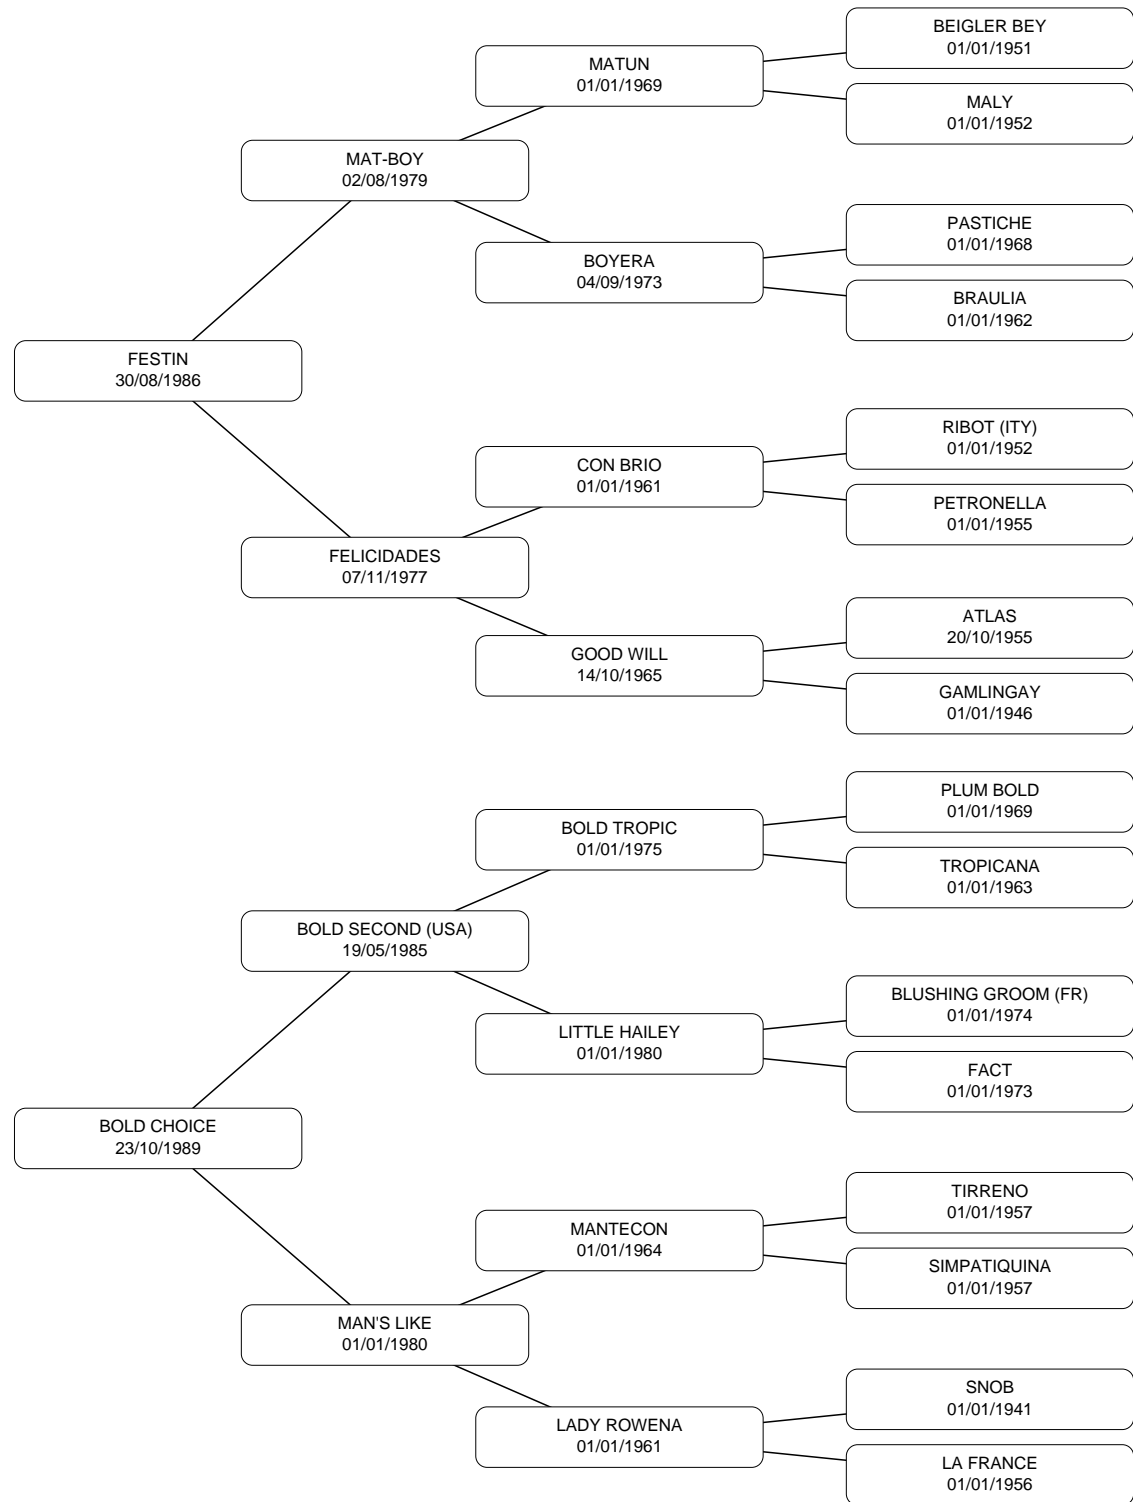 BEIGLER BEY
01/01/1951
MATUN
01/01/1969
MALY
01/01/1952
MAT-BOY
02/08/1979
PASTICHE
01/01/1968
BOYERA
04/09/1973
BRAULIA
01/01/1962
FESTIN
30/08/1986
RIBOT (ITY)
01/01/1952
CON BRIO
01/01/1961
PETRONELLA
01/01/1955
FELICIDADES
07/11/1977
ATLAS
20/10/1955
GOOD WILL
14/10/1965
GAMLINGAY
01/01/1946
PLUM BOLD
01/01/1969
BOLD TROPIC
01/01/1975
TROPICANA
01/01/1963
BOLD SECOND (USA)
19/05/1985
BLUSHING GROOM (FR)
01/01/1974
LITTLE HAILEY
01/01/1980
FACT
01/01/1973
BOLD CHOICE
23/10/1989
TIRRENO
01/01/1957
MANTECON
01/01/1964
SIMPATIQUINA
01/01/1957
MAN'S LIKE
01/01/1980
SNOB
01/01/1941
LADY ROWENA
01/01/1961
LA FRANCE
01/01/1956